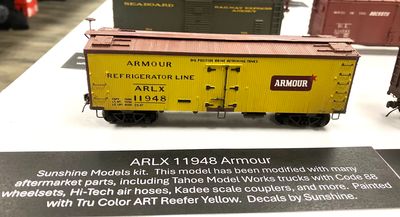 SEABOARD
RAILWAY
ROCKETS
ARMOUR
REFRIGERATOR LINE
ARLX
11948
ARMOUR
ARLX 11948 Armour
Sunshine Models kit. This model has been modified with many
aftermarket parts, including Tahoe Model Works trucks with Code 88
wheelsets, Hi-Tech air hoses, Kadee scale couplers, and more. Painted
with Tru Color ART Reefer Yellow. Decals by Sunshine.